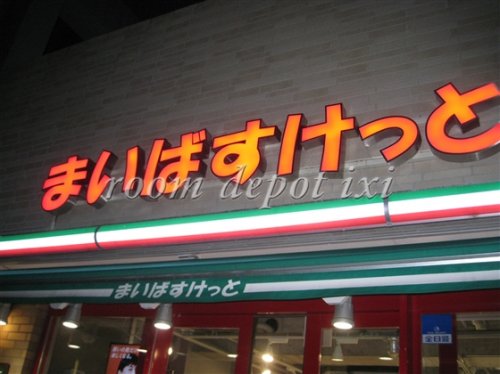 まいばすけっと
room depot ixi
まいばすけっと
全日露